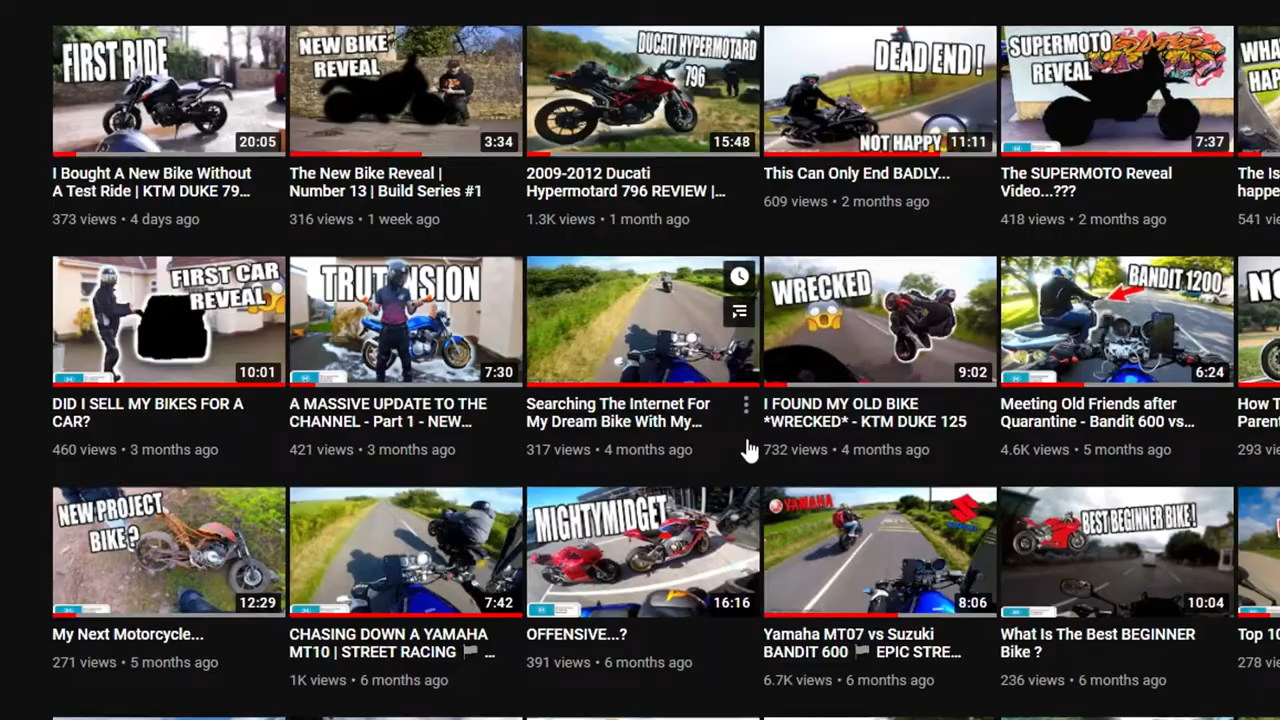 FIRST RIDE
20:05
NEW BIKE
REVEAL
3:34
DUCATI HYPERMOTARD
796
15:48
DEAD END !
NOT HAPPY
11:11
SUPERMOTO
REVEAL
7:37
WHA
HAP
I Bought A New Bike Without
A Test Ride | KTM DUKE 79...
373 views • 4 days ago
The New Bike Reveal |
Number 13 | Build Series #1
316 views • 1 week ago
2009-2012 Ducati
Hypermotard 796 REVIEW |...
1.3K views • 1 month ago
This Can Only End BADLY...
609 views • 2 months ago
The SUPERMOTO Reveal
Video...???
418 views • 2 months ago
The Is
happe
541 vi
FIRST CAR
REVEAL
10:01
7:30
WRECKED
9:02
BANDIT 1200
6:24
NO
DID I SELL MY BIKES FOR A
CAR?
460 views • 3 months ago
A MASSIVE UPDATE TO THE
CHANNEL - Part 1 - NEW...
421 views • 3 months ago
Searching The Internet For
My Dream Bike With My...
317 views • 4 months ago
I FOUND MY OLD BIKE
*WRECKED* - KTM DUKE 125
732 views • 4 months ago
Meeting Old Friends after
Quarantine - Bandit 600 vs...
4.6K views • 5 months ago
How T
Paren
293 vi
NEW PROJECT
BIKE?
12:29
7:42
MIGHTYMIDGET
16:16
YAMAHA
8:06
BEST BEGINNER BIKE!
10:04
My Next Motorcycle...
271 views • 5 months ago
CHASING DOWN A YAMAHA
MT10 | STREET RACING 🏁 ...
1K views • 6 months ago
OFFENSIVE...?
391 views • 6 months ago
Yamaha MT07 vs Suzuki
BANDIT 600 🏁 EPIC STRE...
6.7K views • 6 months ago
What Is The Best BEGINNER
Bike ?
236 views • 6 months ago
Top 10
278 vie